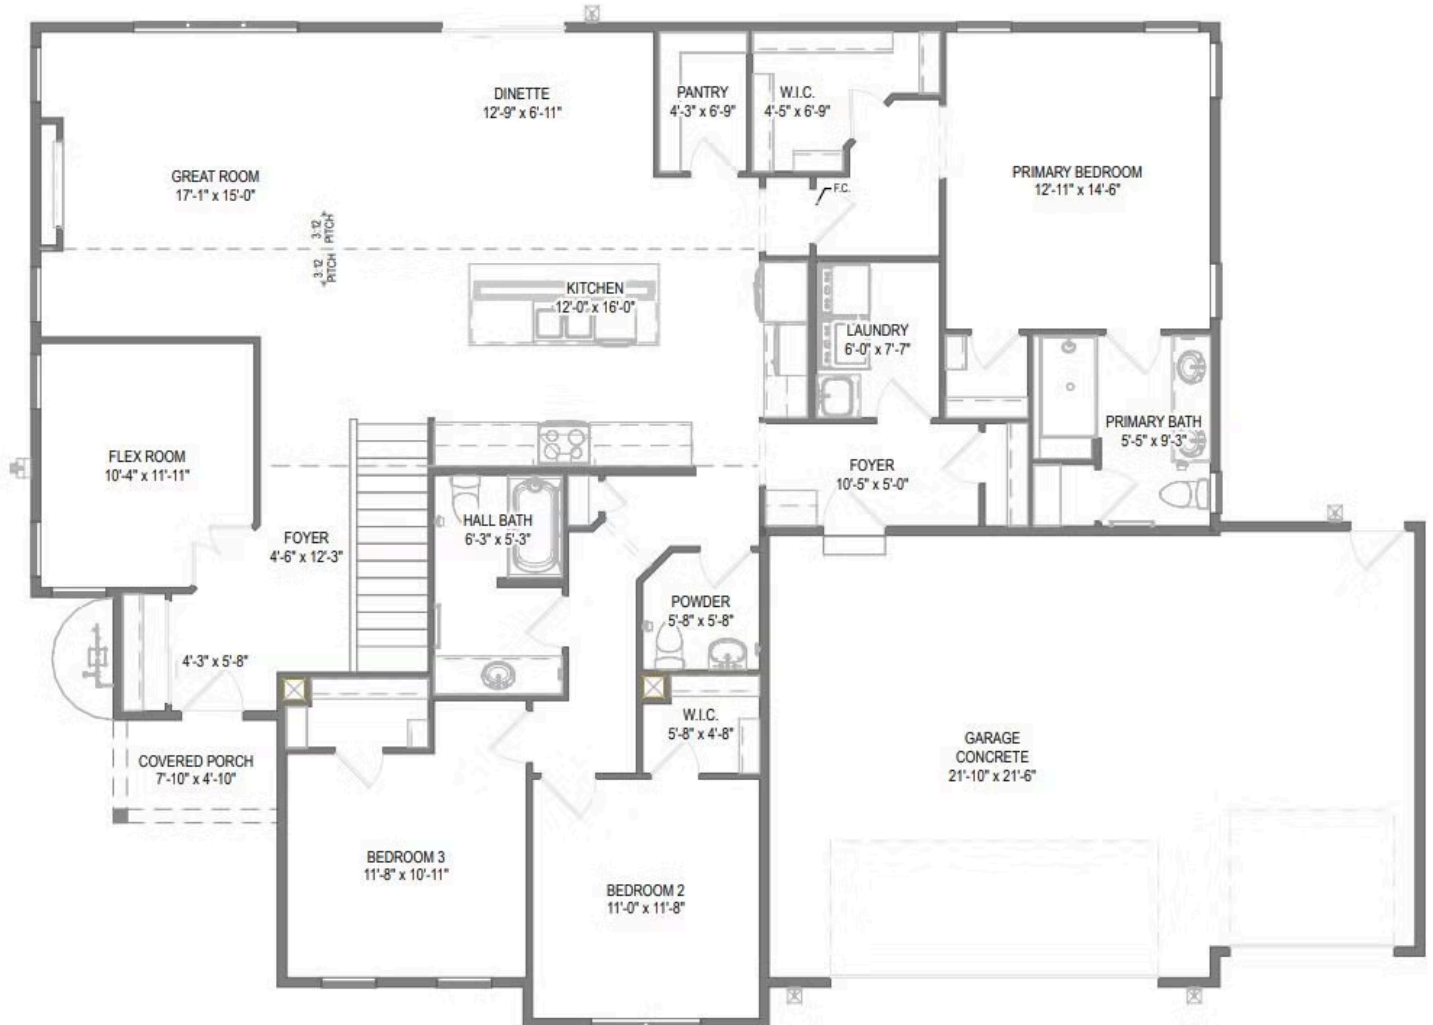 DINETTE
12'-9" x 6'-11"
PANTRY
4'-3" x 6'-9"
W.I.C.
4'-5" x 6'-9"
GREAT ROOM
17'-1" x 15'-0"
PRIMARY BEDROOM
12'-11" x 14'-6"
F.C.
3:12
PITCH
3:12
PITCH
KITCHEN
12'-0" x 16'-0"
LAUNDRY
6'-0" x 7'-7"
PRIMARY BATH
5'-5" x 9'-3"
FLEX ROOM
10'-4" x 11'-11"
FOYER
10'-5" x 5'-0"
HALL BATH
6'-3" x 5'-3"
FOYER
4'-6" x 12'-3"
POWDER
5'-8" x 5'-8"
4'-3" x 5'-8"
W.I.C.
5'-8" x 4'-8"
COVERED PORCH
7'-10" x 4'-10"
GARAGE
CONCRETE
21'-10" x 21'-6"
BEDROOM 3
11'-8" x 10'-11"
BEDROOM 2
11'-0" x 11'-8"